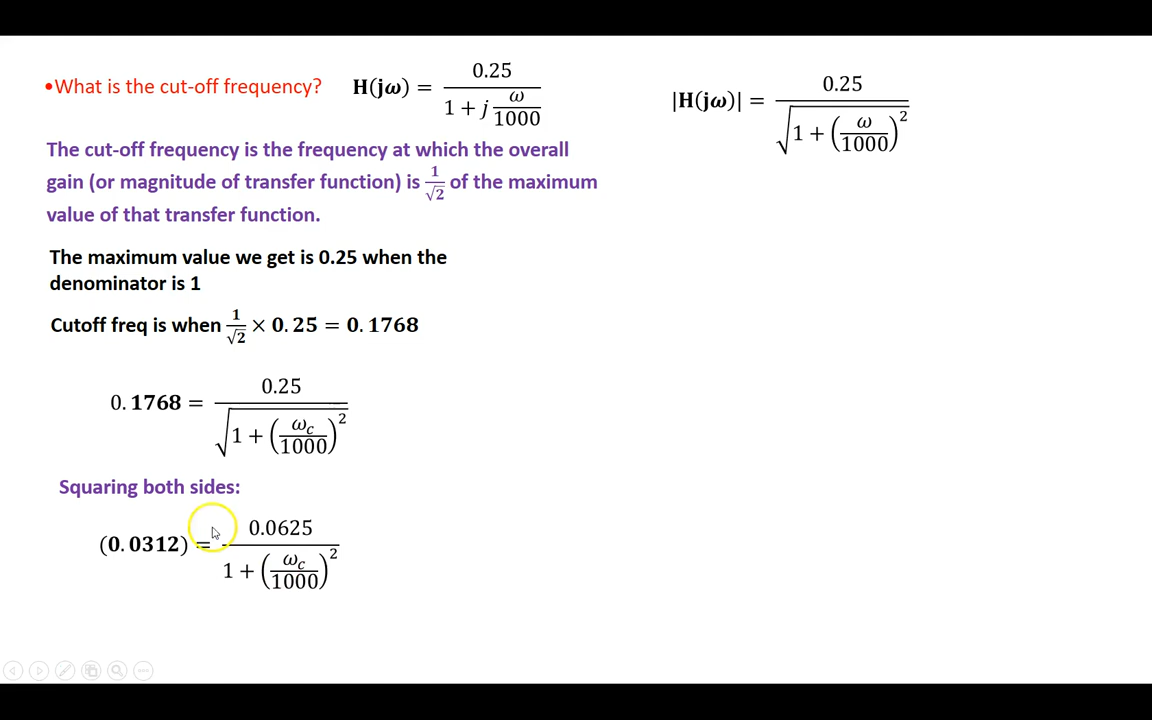 •What is the cut-off frequency? H(jω) = 0.25 / (1 + j ω/1000)
|H(jω)| = 0.25 / √(1 + (ω/1000)²)
The cut-off frequency is the frequency at which the overall
gain (or magnitude of transfer function) is 1/√2 of the maximum
value of that transfer function.
The maximum value we get is 0.25 when the
denominator is 1
Cutoff freq is when 1/√2 × 0.25 = 0.1768
0.1768 = 0.25 / √(1 + (ω_c/1000)²)
Squaring both sides:
(0.0312) = 0.0625 / (1 + (ω_c/1000)²)